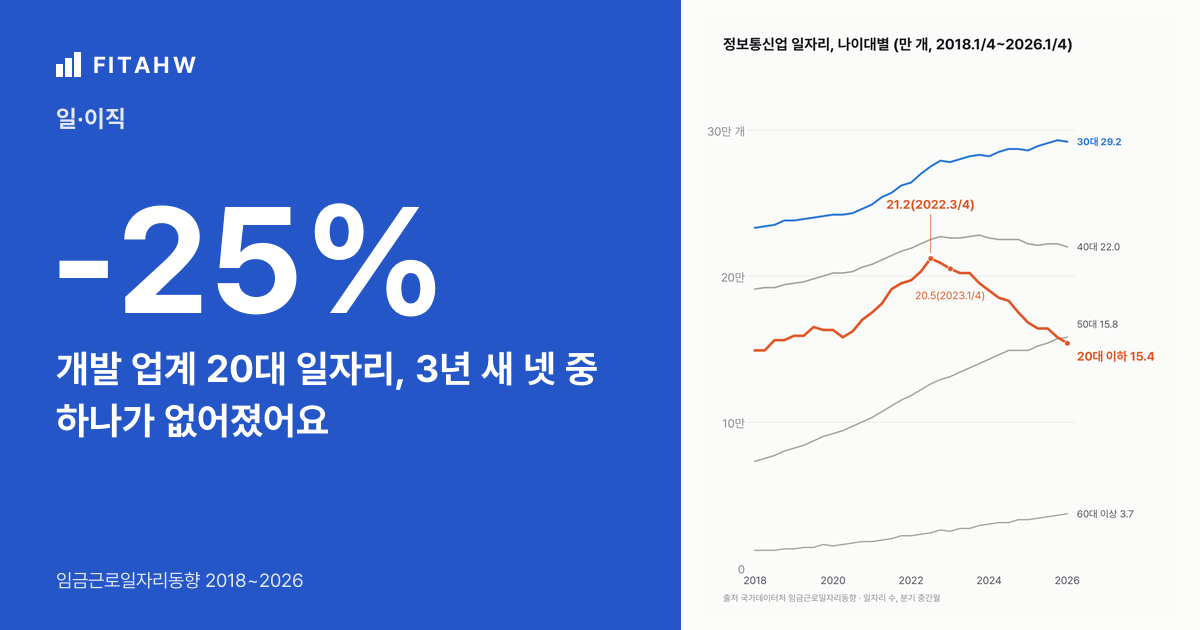 FITAHW
일·이직
-25%
개발 업계 20대 일자리, 3년 새 넷 중
하나가 없어졌어요
임금근로일자리동향 2018~2026
정보통신업 일자리, 나이대별 (만 개, 2018.1/4~2026.1/4)
30만 개
30대 29.2
21.2(2022.3/4)
40대 22.0
20만
20.5(2023.1/4)
50대 15.8
20대 이하 15.4
10만
60대 이상 3.7
0
2018 2020 2022 2024 2026
출처 국가데이터처 임금근로일자리동향 · 일자리 수, 분기 중간월